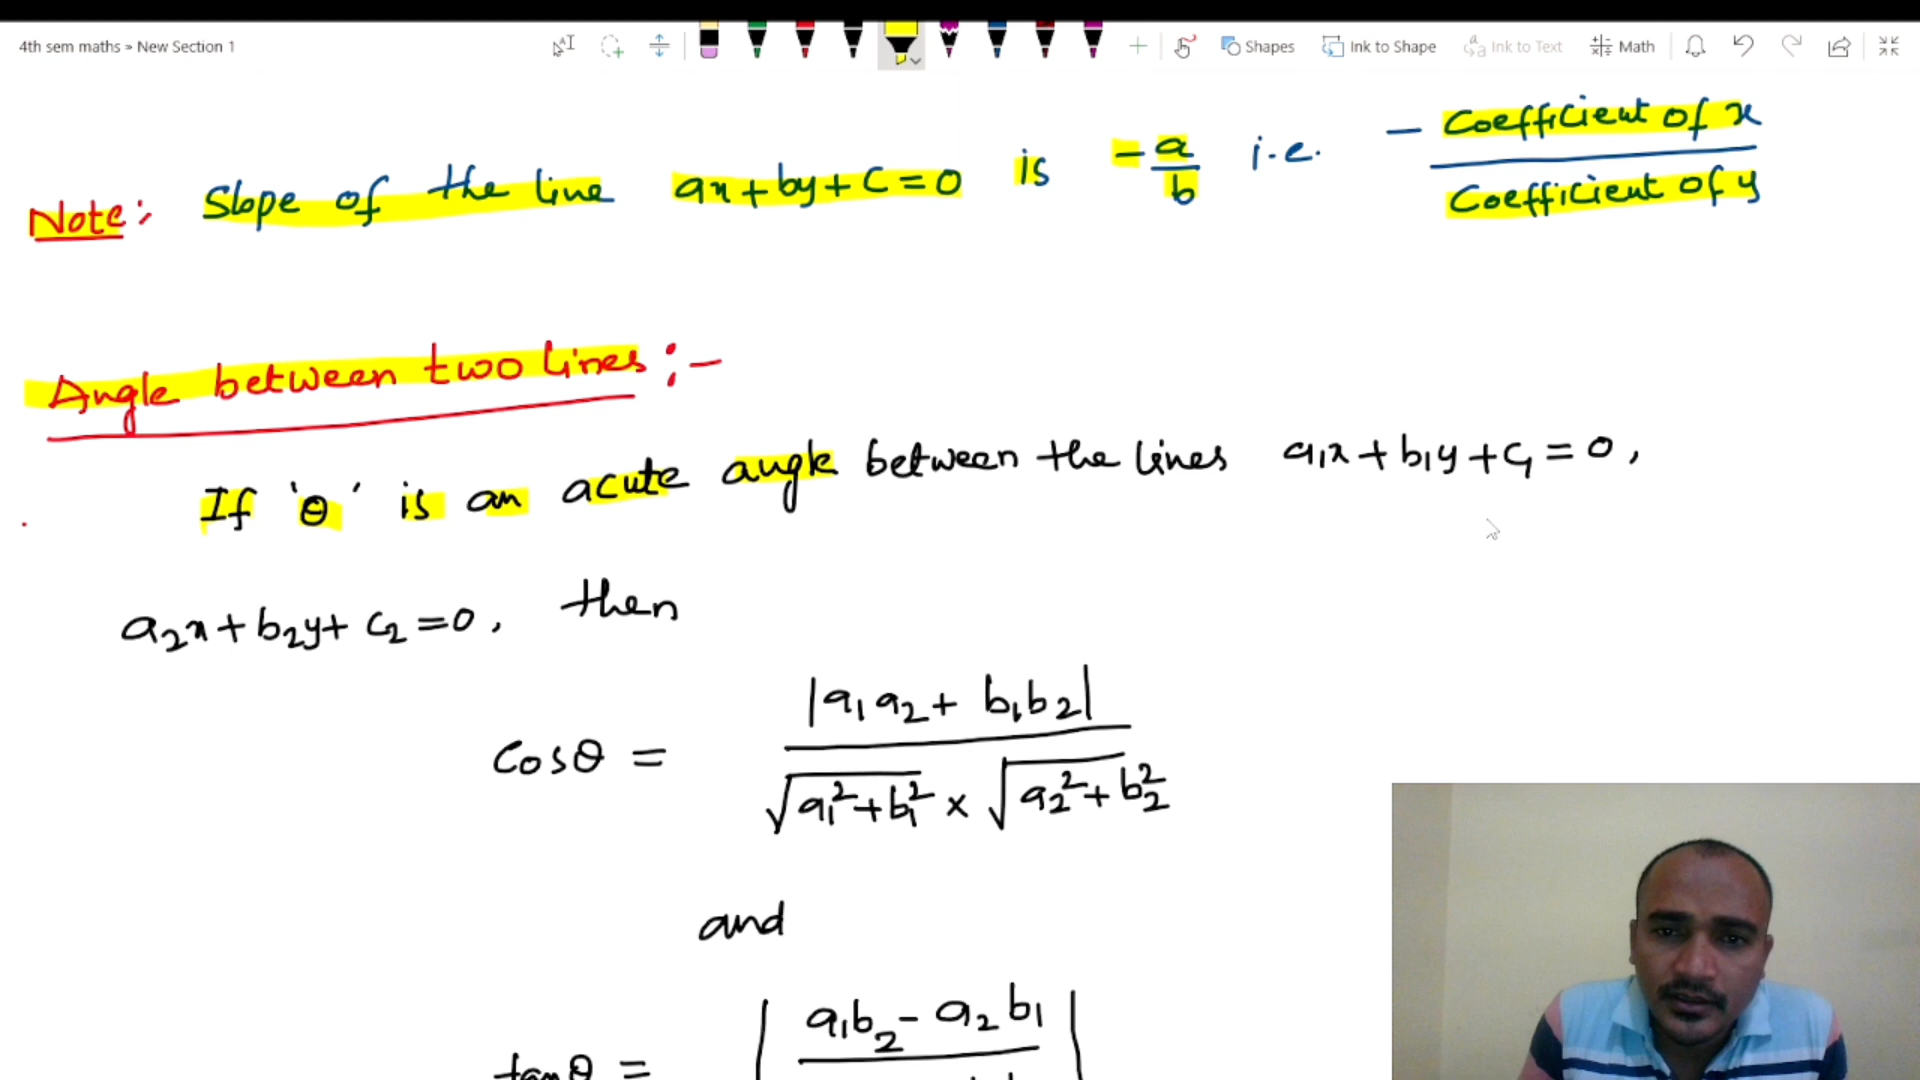 4th sem maths » New Section 1
Shapes Ink to Shape Ink to Text Math
Note: Slope of the line ax+by+c=0 is -a/b i.e. - Coefficient of x / Coefficient of y
Angle between two lines :-
If 'θ' is an acute angle between the lines a₁x+b₁y+c₁=0,
a₂x+b₂y+c₂=0, then
Cosθ = |a₁a₂+b₁b₂| / √a₁²+b₁² × √a₂²+b₂²
and
tanθ = | a₁b₂-a₂b₁ |